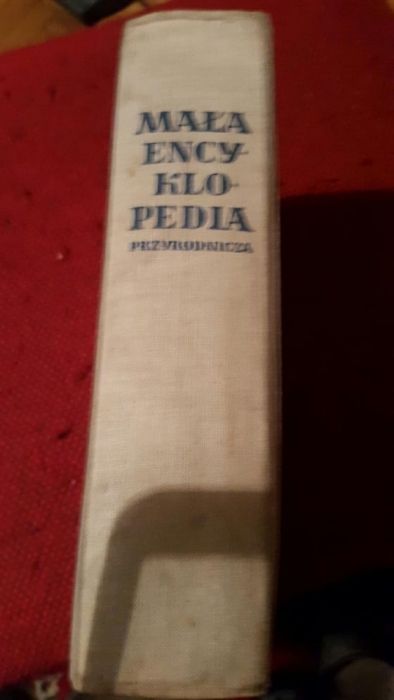 MAŁA
ENCY-
KLO-
PEDIA
PRZYRODNICZA